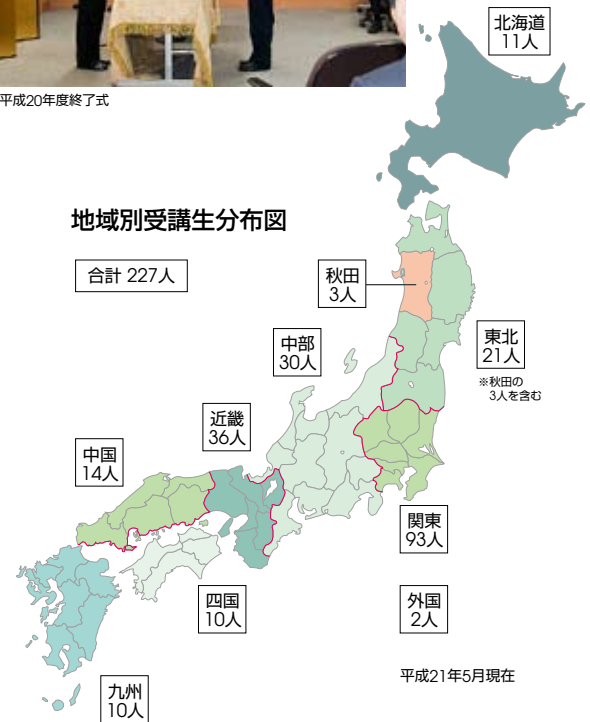 平成20年度終了式
北海道
11人
地域別受講生分布図
合計 227人
秋田
3人
中部
30人
東北
21人
※秋田の
3人を含む
近畿
36人
中国
14人
関東
93人
四国
10人
外国
2人
平成21年5月現在
九州
10人